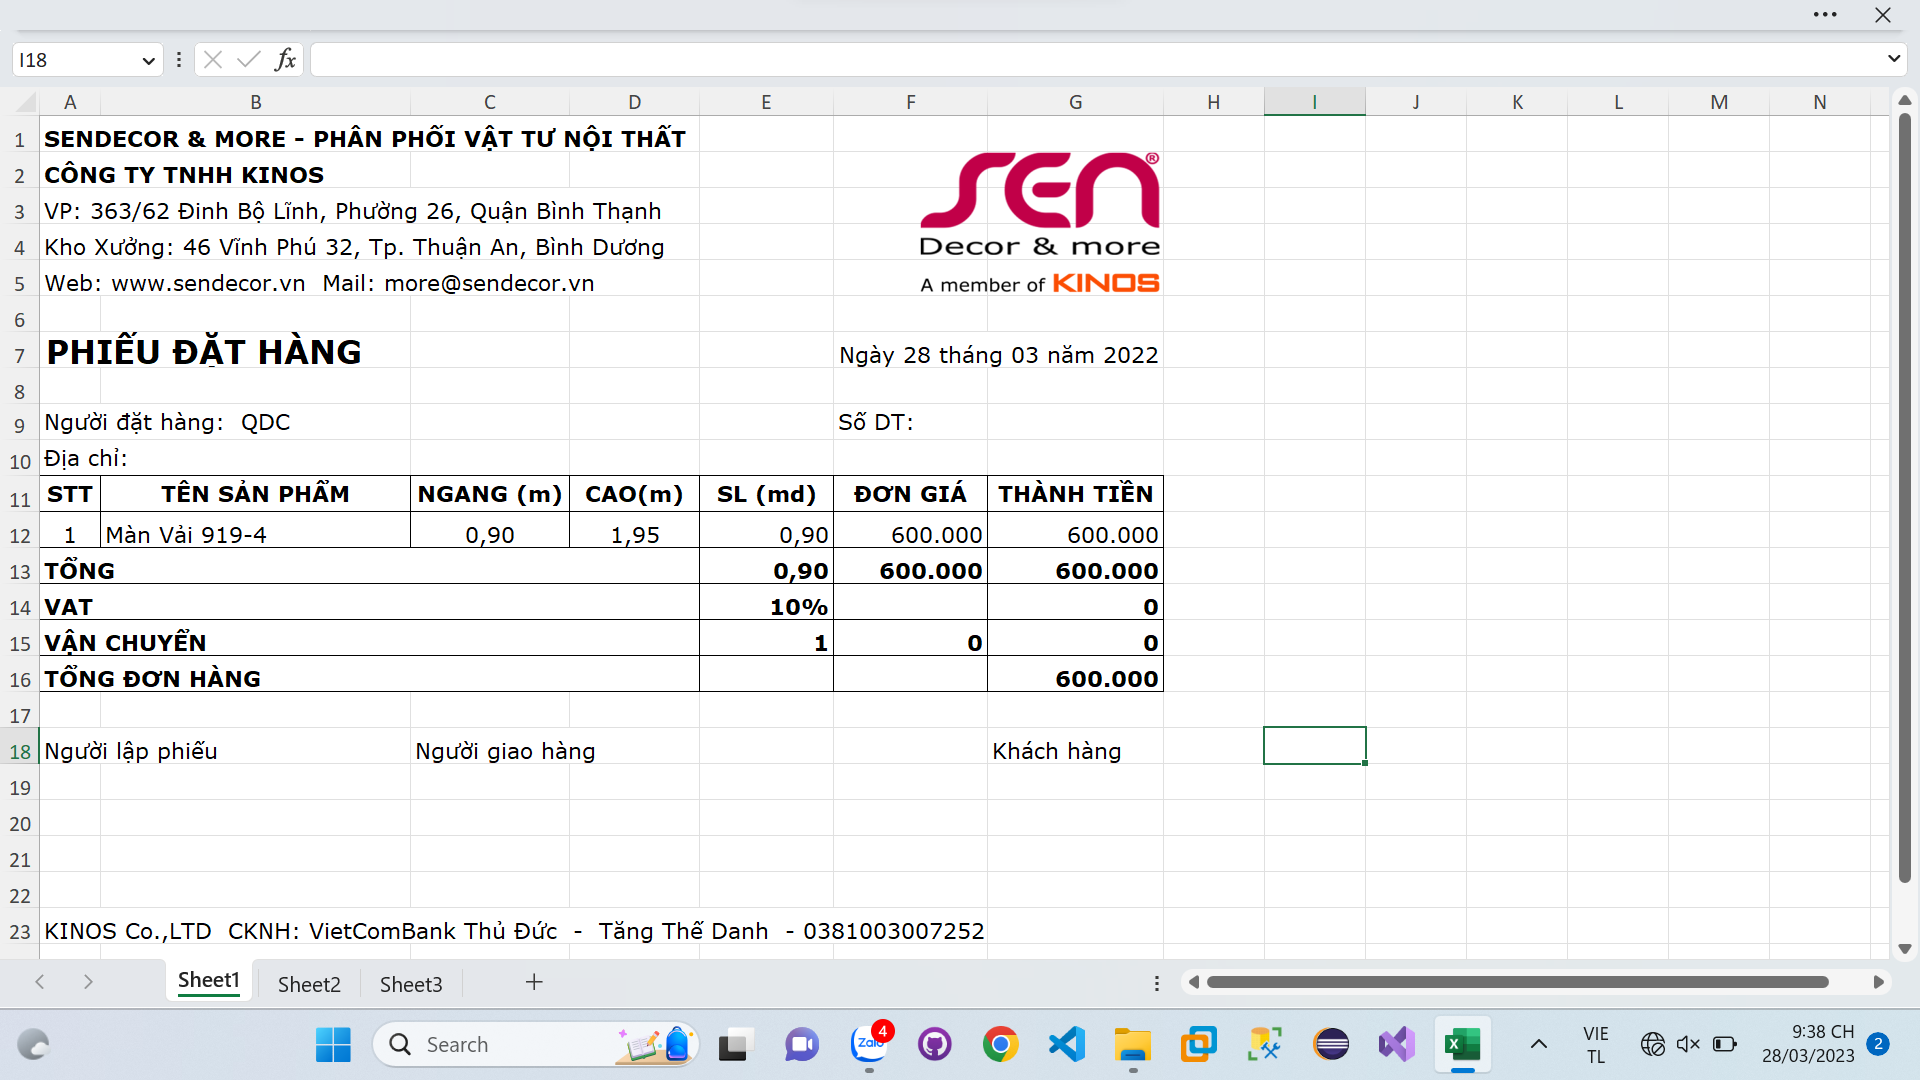 I18
fx
A B C D E F G H I J K L M N
1 SENDECOR & MORE - PHÂN PHỐI VẬT TƯ NỘI THẤT
2 CÔNG TY TNHH KINOS
3 VP: 363/62 Đinh Bộ Lĩnh, Phường 26, Quận Bình Thạnh
4 Kho Xưởng: 46 Vĩnh Phú 32, Tp. Thuận An, Bình Dương
5 Web: www.sendecor.vn Mail: more@sendecor.vn
SEN®
Decor & more
A member of KINOS
6
7 PHIẾU ĐẶT HÀNG Ngày 28 tháng 03 năm 2022
8
9 Người đặt hàng: QDC Số DT:
10 Địa chỉ:
11 STT TÊN SẢN PHẨM NGANG (m) CAO(m) SL (md) ĐƠN GIÁ THÀNH TIỀN
12 1 Màn Vải 919-4 0,90 1,95 0,90 600.000 600.000
13 TỔNG 0,90 600.000 600.000
14 VAT 10% 0
15 VẬN CHUYỂN 1 0 0
16 TỔNG ĐƠN HÀNG 600.000
17
18 Người lập phiếu Người giao hàng Khách hàng
19
20
21
22
23 KINOS Co.,LTD CKNH: VietComBank Thủ Đức - Tăng Thế Danh - 0381003007252
Sheet1 Sheet2 Sheet3
Search
Zalo 4
VIE
TL
9:38 CH
28/03/2023
2